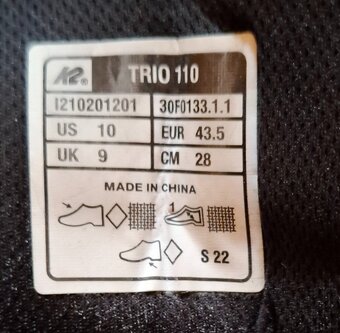 K2® TRIO 110
I210201201 30F0133.1.1
US 10 EUR 43.5
UK 9 CM 28
MADE IN CHINA
1
S 22